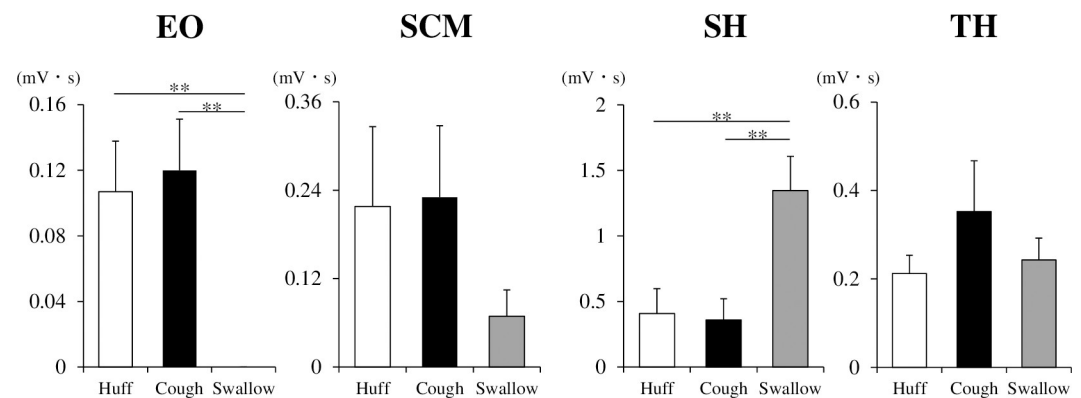 EO
(mV・s)
**
**
0.16
0.12
0.08
0.04
0
Huff Cough Swallow
SCM
(mV・s)
0.36
0.24
0.12
0
Huff Cough Swallow
SH
(mV・s)
**
**
2
1.5
1
0.5
0
Huff Cough Swallow
TH
(mV・s)
0.6
0.4
0.2
0
Huff Cough Swallow